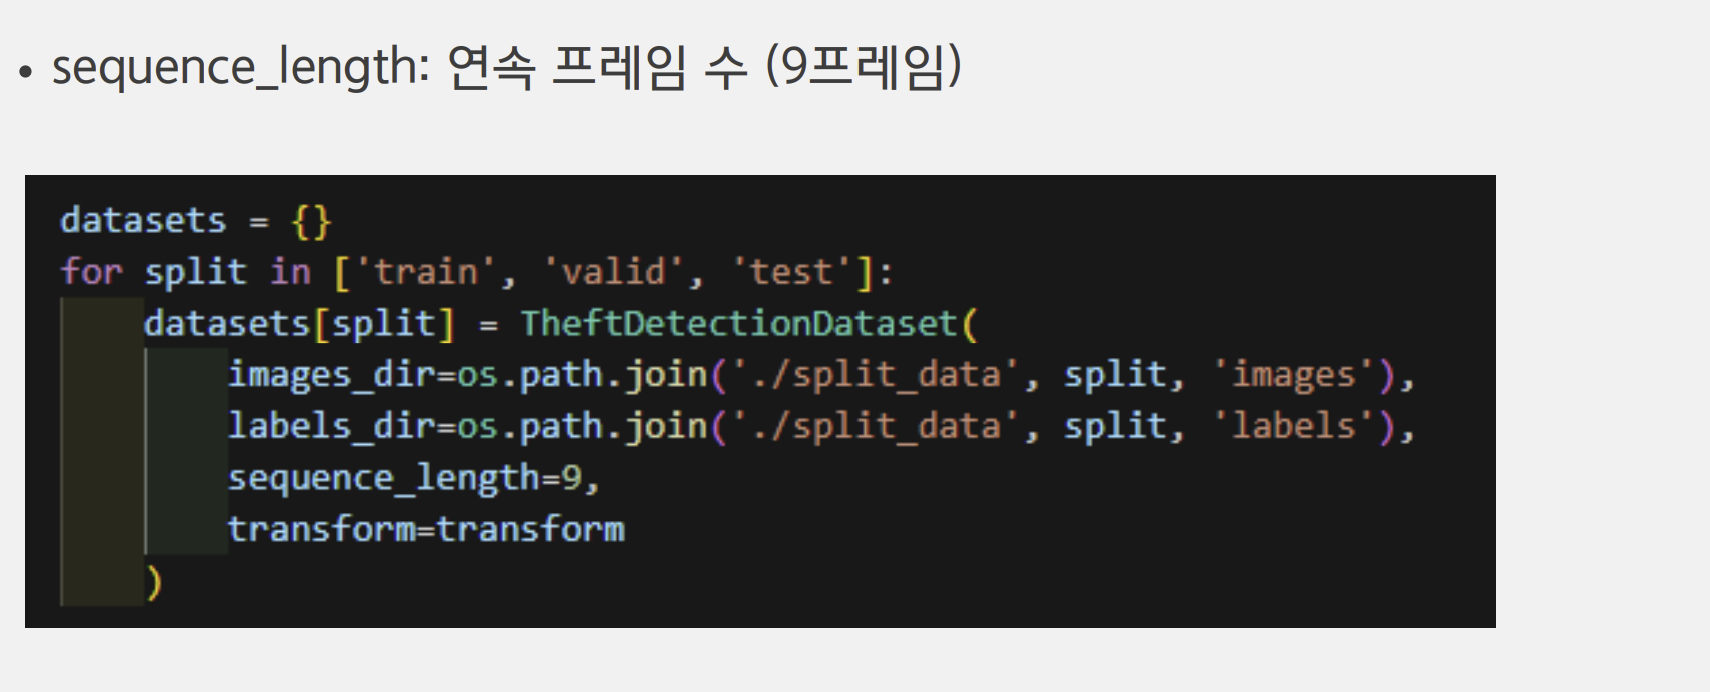 • sequence_length: 연속 프레임 수 (9프레임)
datasets = {}
for split in ['train', 'valid', 'test']:
    datasets[split] = TheftDetectionDataset(
        images_dir=os.path.join('./split_data', split, 'images'),
        labels_dir=os.path.join('./split_data', split, 'labels'),
        sequence_length=9,
        transform=transform
    )